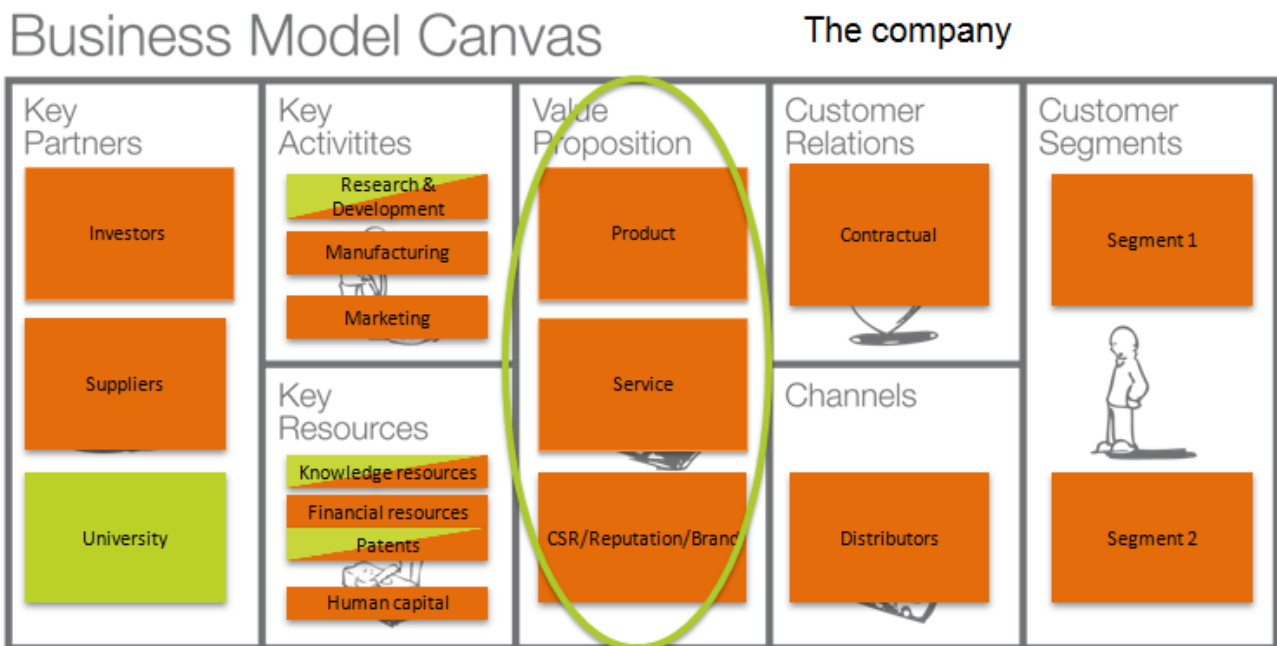 Business Model Canvas
The company
Key
Partners
Investors
Suppliers
University
Key
Activitites
Research &
Development
Manufacturing
Marketing
Key
Resources
Knowledge resources
Financial resources
Patents
Human capital
Value
Proposition
Product
Service
CSR/Reputation/Brand
Customer
Relations
Contractual
Channels
Distributors
Customer
Segments
Segment 1
Segment 2